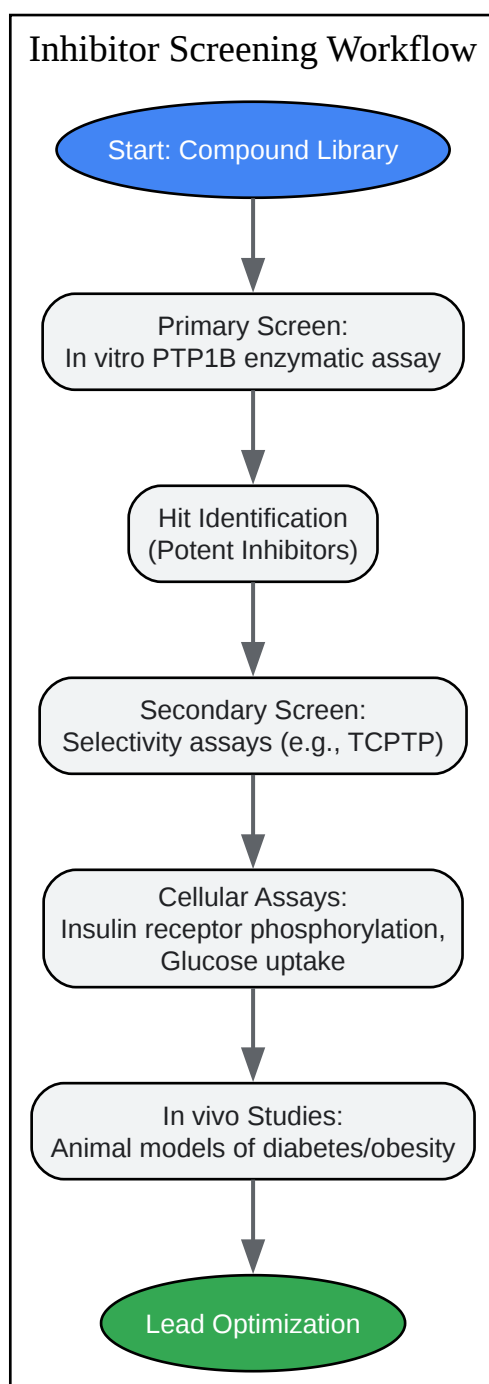 Inhibitor Screening Workflow
Start: Compound Library
Primary Screen:
In vitro PTP1B enzymatic assay
Hit Identification
(Potent Inhibitors)
Secondary Screen:
Selectivity assays (e.g., TCPTP)
Cellular Assays:
Insulin receptor phosphorylation,
Glucose uptake
In vivo Studies:
Animal models of diabetes/obesity
Lead Optimization